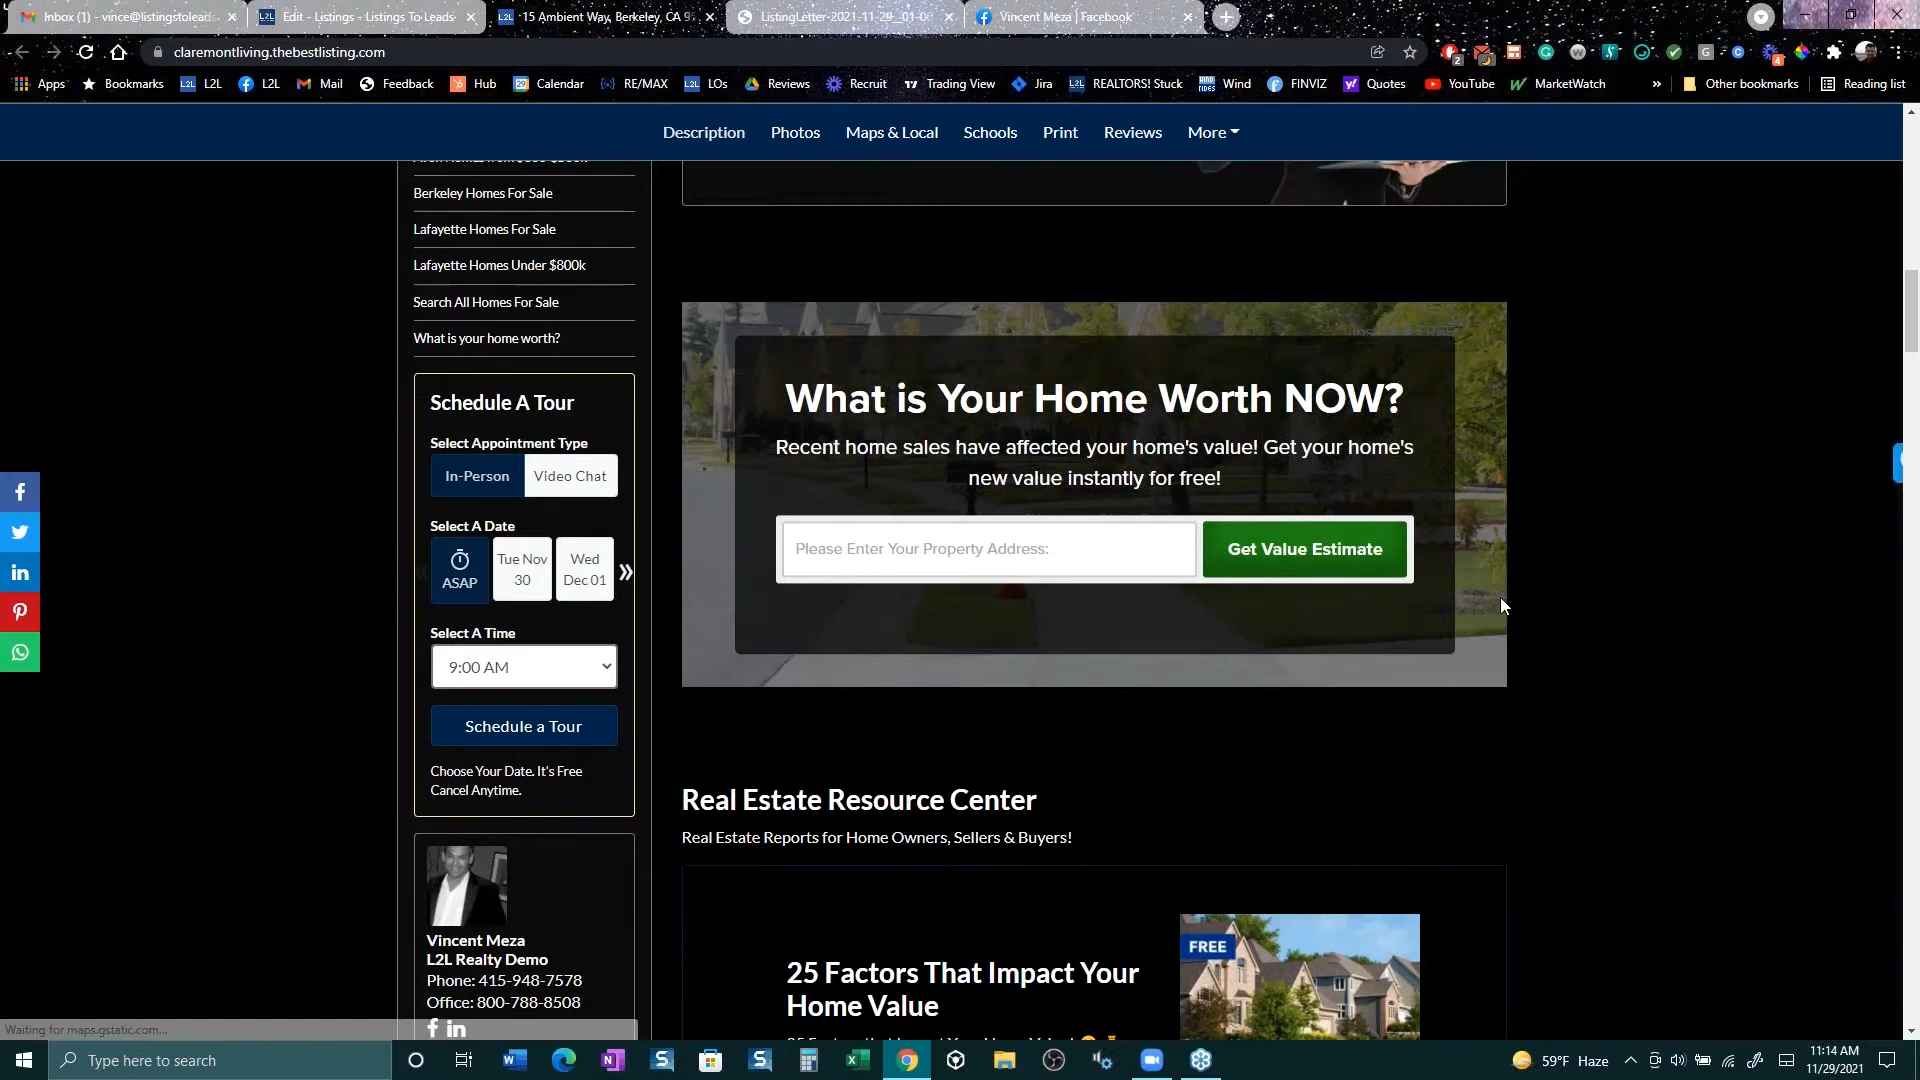 Inbox (1) - vince@listingstoleads.
Edit - Listings - Listings To Leads
L2L
15 Ambient Way, Berkeley, CA 9
ListingLetter-2021-11-29_-01-0
Vincent Meza | Facebook
claremontliving.thebestlisting.com
Apps
Bookmarks
L2L
L2L
Mail
Feedback
Hub
Calendar
RE/MAX
LOs
Reviews
Recruit
Trading View
Jira
REALTORS! Stuck
Wind
FINVIZ
Quotes
YouTube
MarketWatch
»
Other bookmarks
Reading list
Description
Photos
Maps & Local
Schools
Print
Reviews
More
Berkeley Homes For Sale
Lafayette Homes For Sale
Lafayette Homes Under $800k
Search All Homes For Sale
What is your home worth?
Schedule A Tour
Select Appointment Type
In-Person
Video Chat
Select A Date
ASAP
Tue Nov
30
Wed
Dec 01
Select A Time
9:00 AM
Schedule a Tour
Choose Your Date. It's Free
Cancel Anytime.
Vincent Meza
L2L Realty Demo
Phone: 415-948-7578
Office: 800-788-8508
What is Your Home Worth NOW?
Recent home sales have affected your home's value! Get your home's
new value instantly for free!
Please Enter Your Property Address:
Get Value Estimate
Real Estate Resource Center
Real Estate Reports for Home Owners, Sellers & Buyers!
25 Factors That Impact Your
Home Value
FREE
Waiting for maps.gstatic.com...
Type here to search
59°F Haze
11:14 AM
11/29/2021